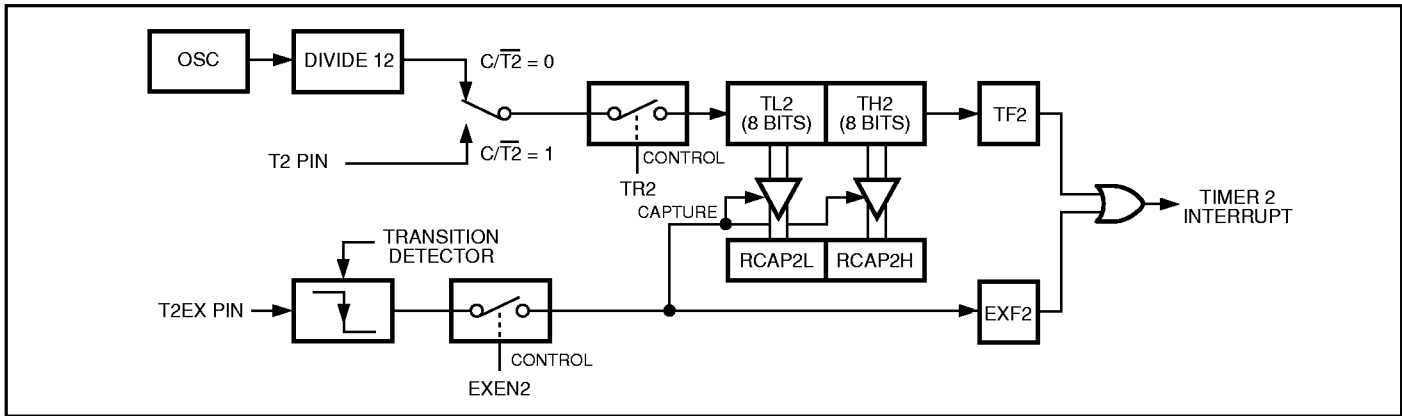 OSC
DIVIDE 12
C/T2̅ = 0
T2 PIN
C/T2̅ = 1
CONTROL
TR2
TL2
(8 BITS)
TH2
(8 BITS)
TF2
CAPTURE
RCAP2L
RCAP2H
TIMER 2
INTERRUPT
TRANSITION
DETECTOR
T2EX PIN
CONTROL
EXEN2
EXF2